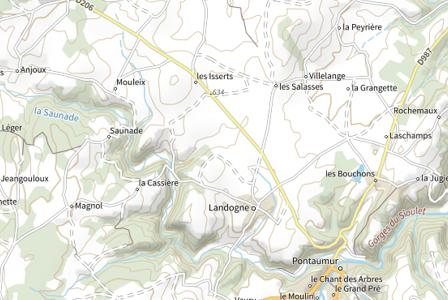 D206
D987
la Peyrière
Anjoux
les Isserts
Villelange
Mouleix
634
les Salasses
la Grangette
la Saunade
Rochemaux
Léger
Saunade
Laschamps
Jeangouloux
la Cassière
les Bouchons
la Jugie
Magnol
Landogne
Gorges du Sioulet
Pontaumur
le Chant des Arbres
le Grand Pré
le Moulin